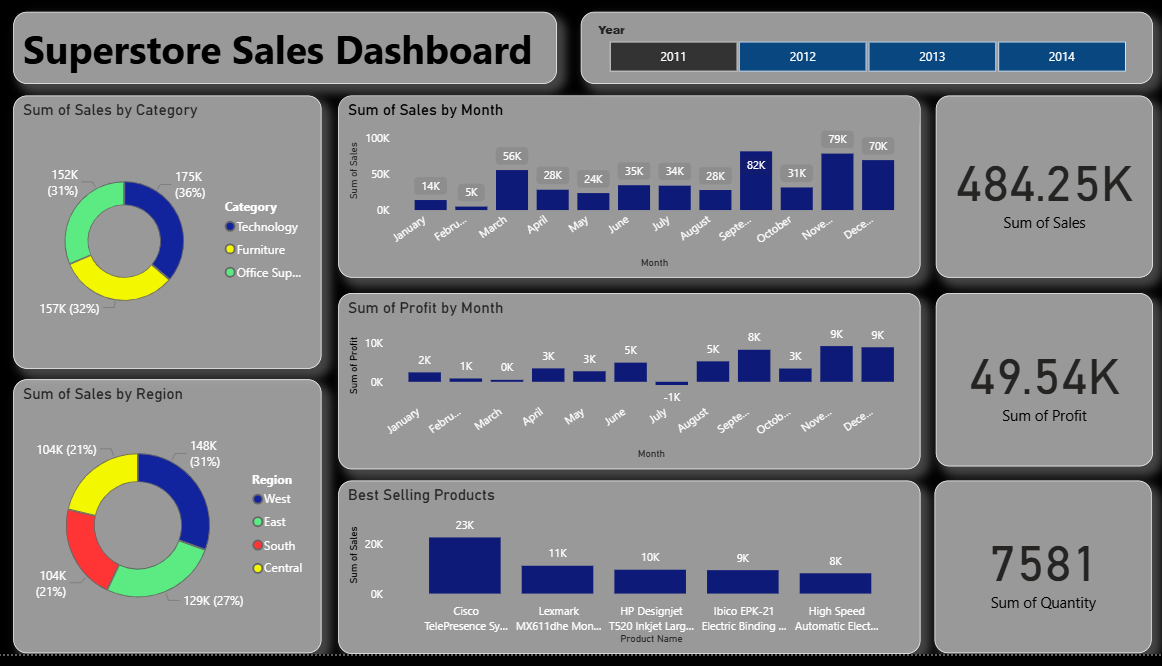 Superstore Sales Dashboard
Year
2011
2012
2013
2014
Sum of Sales by Category
152K
(31%)
175K
(36%)
157K (32%)
Category
Technology
Furniture
Office Sup...
Sum of Sales by Region
104K (21%)
148K
(31%)
104K
(21%)
129K (27%)
Region
West
East
South
Central
Sum of Sales by Month
Sum of Sales
100K
50K
0K
14K
5K
56K
28K
24K
35K
34K
28K
82K
31K
79K
70K
January
Febru...
March
April
May
June
July
August
Septe...
October
Nove...
Dece...
Month
Sum of Profit by Month
Sum of Profit
10K
0K
2K
1K
0K
3K
3K
5K
-1K
5K
8K
3K
9K
9K
January
Febru...
March
April
May
June
July
August
Septe...
Octob...
Nove...
Dece...
Month
Best Selling Products
Sum of Sales
20K
0K
23K
11K
10K
9K
8K
Cisco
TelePresence Sy...
Lexmark
MX611dhe Mon...
HP Designjet
T520 Inkjet Larg...
Ibico EPK-21
Electric Binding ...
High Speed
Automatic Elect...
Product Name
484.25K
Sum of Sales
49.54K
Sum of Profit
7581
Sum of Quantity